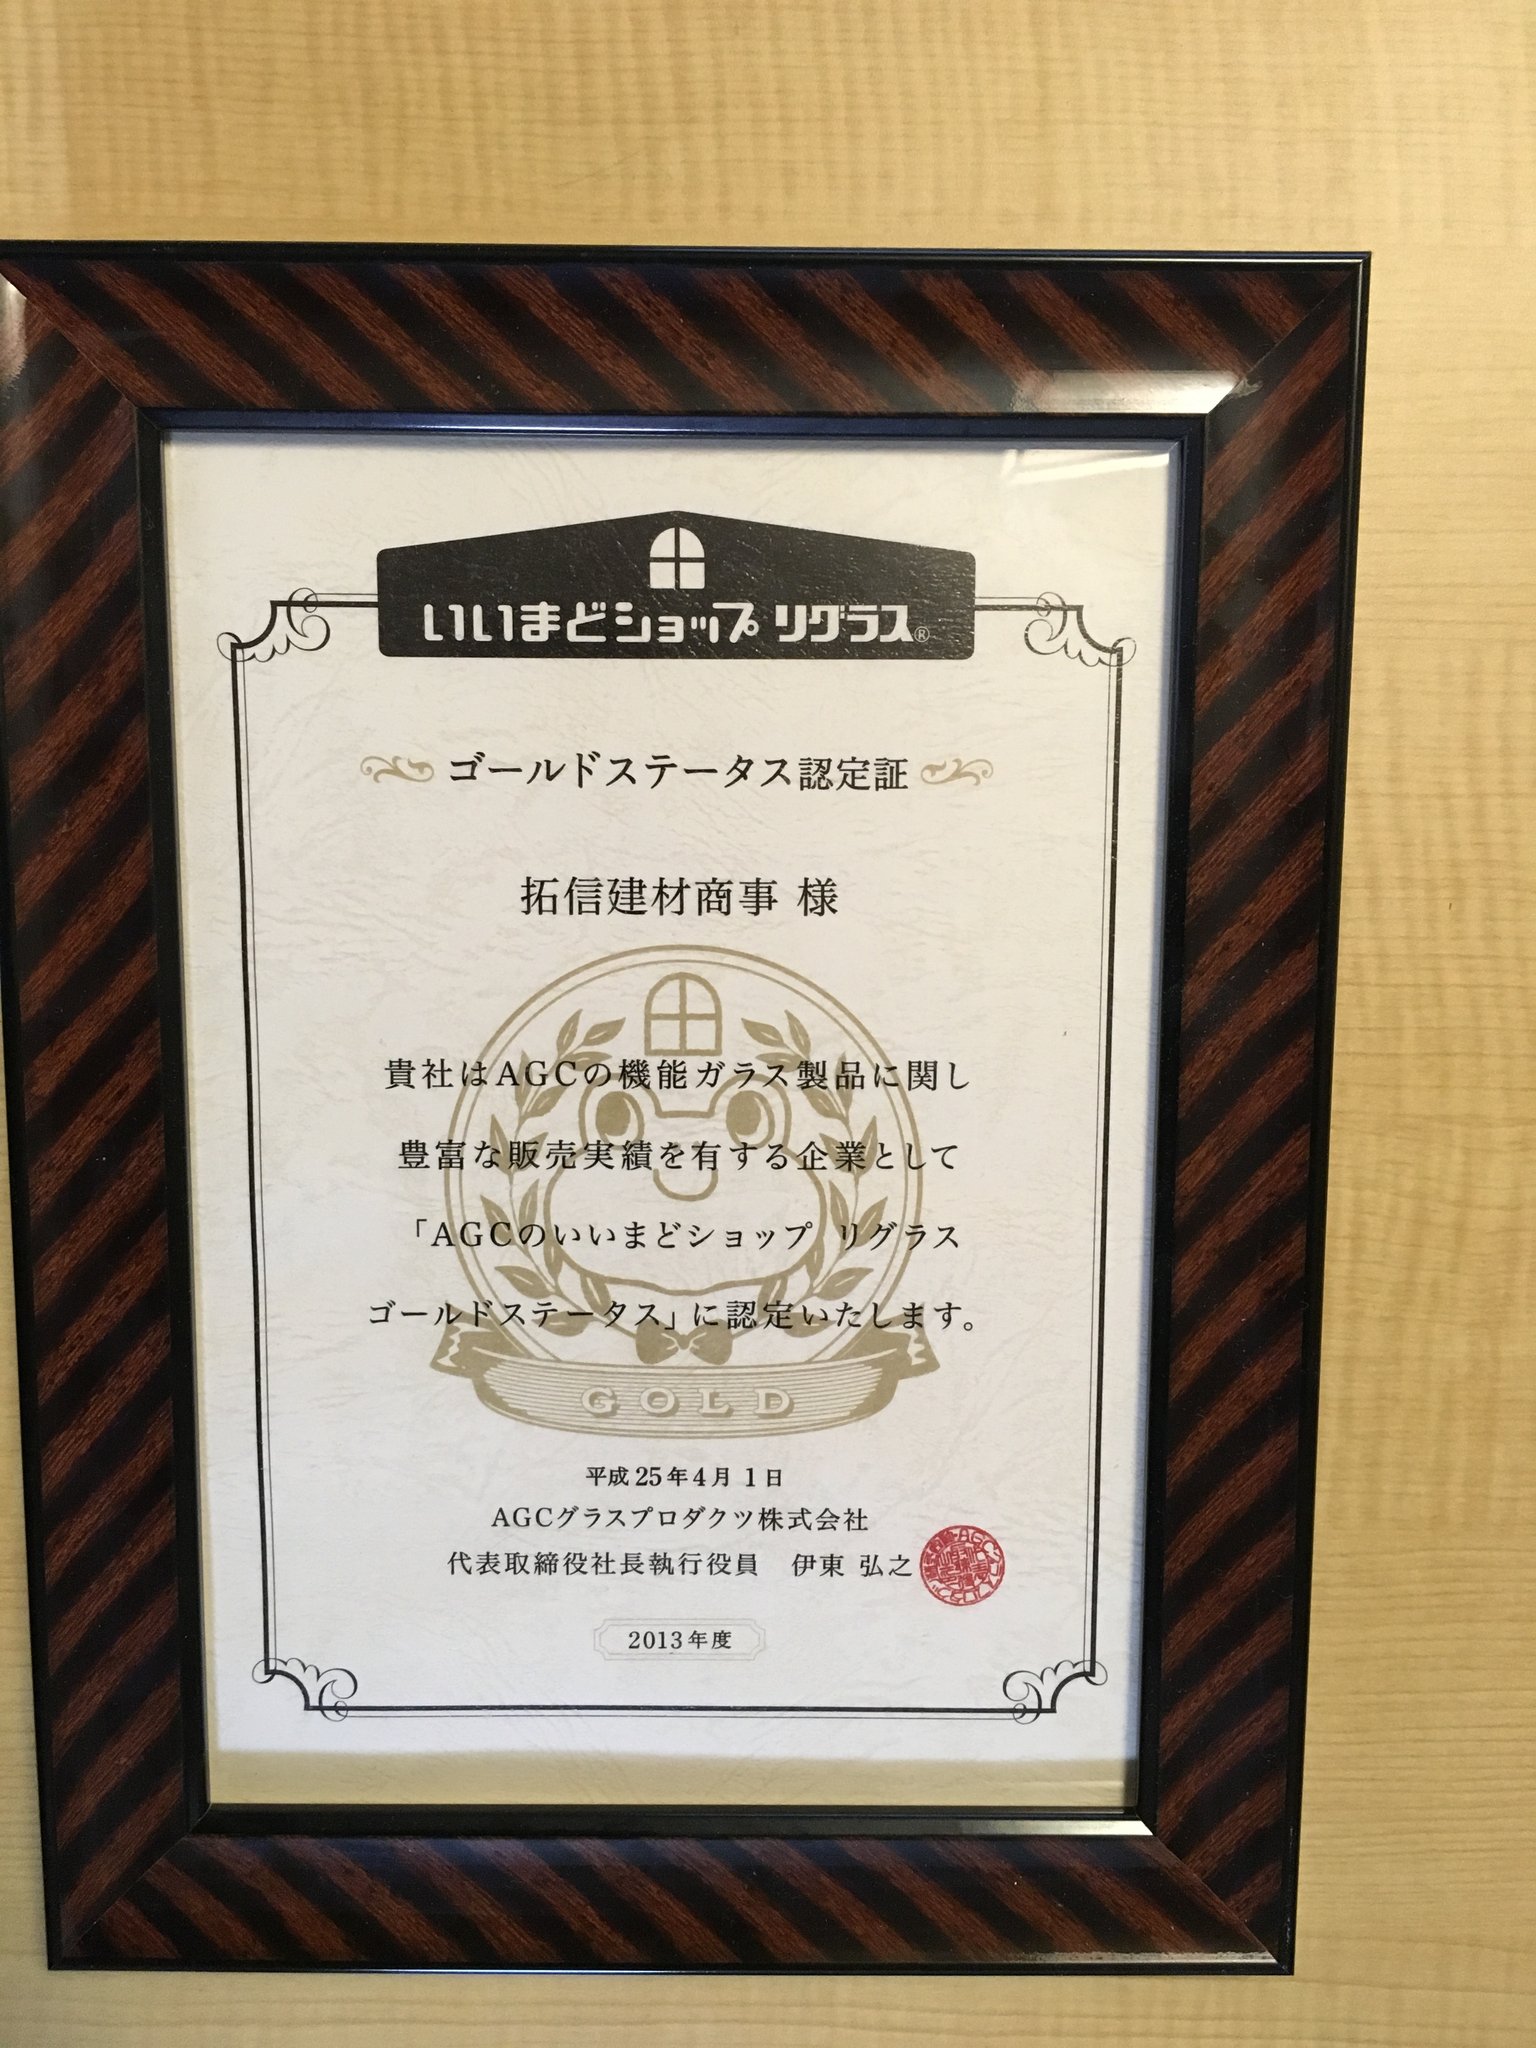 いいまどショップ リグラス®
ゴールドステータス認定証
拓信建材商事 様
貴社はAGCの機能ガラス製品に関し
豊富な販売実績を有する企業として
「AGCのいいまどショップ リグラス
ゴールドステータス」に認定いたします。
GOLD
平成25年4月1日
AGCグラスプロダクツ株式会社
代表取締役社長執行役員 伊東 弘之
2013年度